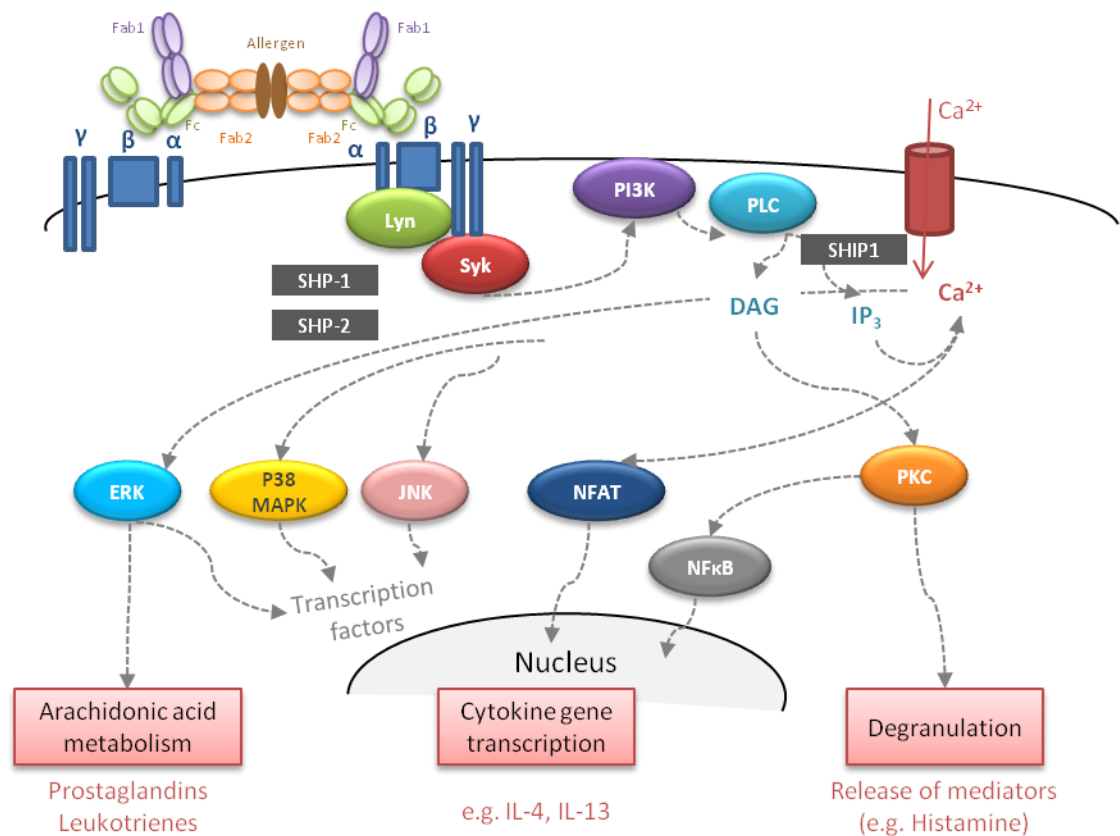 Fab1
Fab1
Allergen
Fc
Fab2
Fab2
Fc
γ
β
α
α
β
γ
Ca²⁺
PI3K
PLC
Lyn
Syk
SHIP1
SHP-1
SHP-2
DAG
IP₃
Ca²⁺
ERK
P38
MAPK
JNK
NFAT
PKC
NFκB
Transcription
factors
Nucleus
Arachidonic acid
metabolism
Cytokine gene
transcription
Degranulation
Prostaglandins
Leukotrienes
e.g. IL-4, IL-13
Release of mediators
(e.g. Histamine)